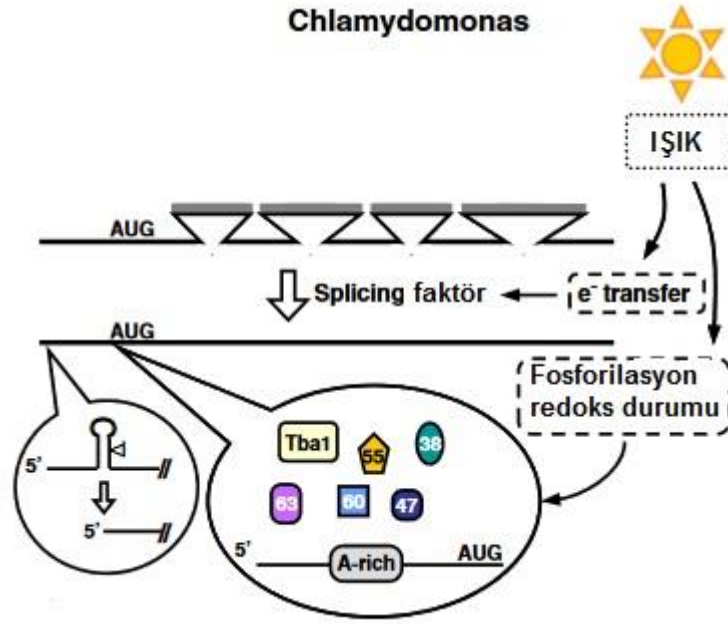 Chlamydomonas
IŞIK
AUG
Splicing faktör
e⁻ transfer
AUG
Fosforilasyon
redoks durumu
5’
5’
Tba1
55
38
63
60
47
5’
A-rich
AUG